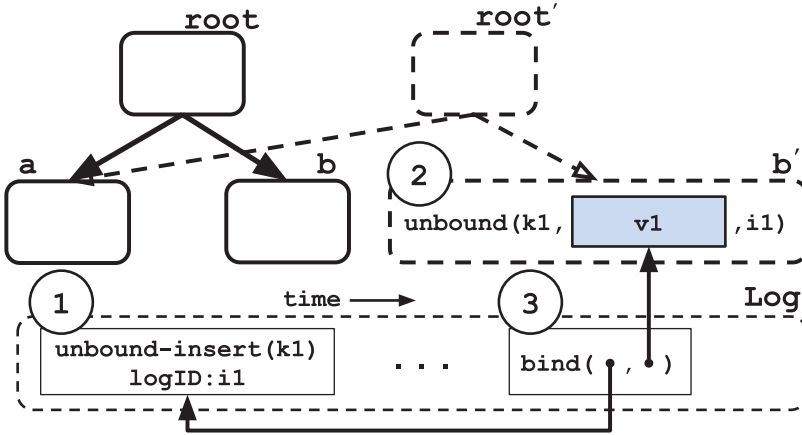 root
root′
a
b
b′
2
unbound(k1, v1 ,i1)
1
time
3
Log
unbound-insert(k1)
logID:i1
. . .
bind( , )